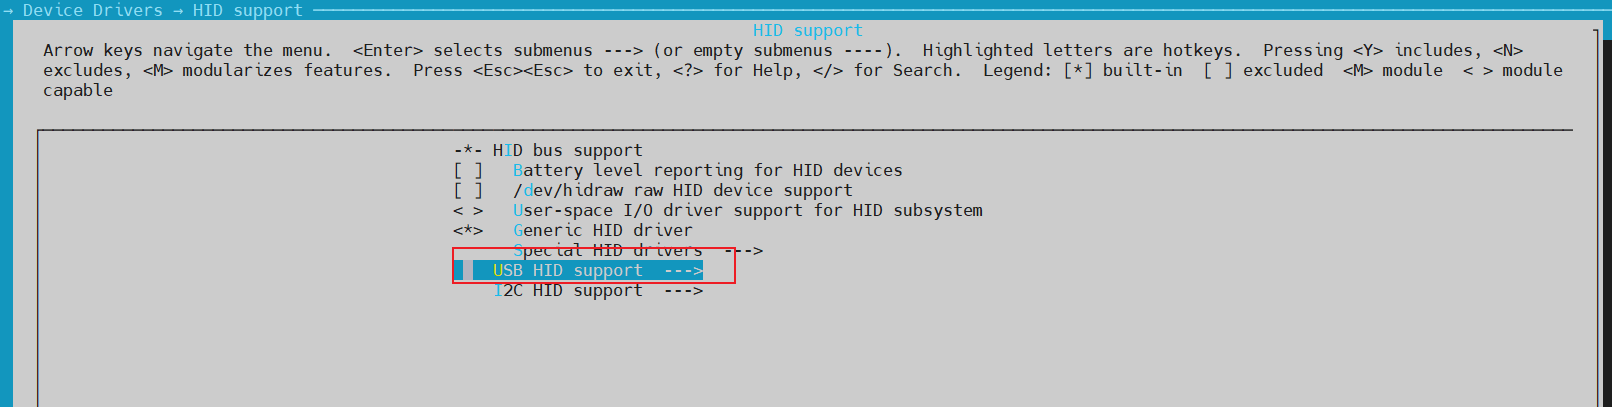 → Device Drivers → HID support
HID support
Arrow keys navigate the menu.  <Enter> selects submenus ---> (or empty submenus ----).  Highlighted letters are hotkeys.  Pressing <Y> includes, <N>
excludes, <M> modularizes features.  Press <Esc><Esc> to exit, <?> for Help, </> for Search.  Legend: [*] built-in  [ ] excluded  <M> module  < > module
capable
-*- HID bus support
[ ]   Battery level reporting for HID devices
[ ]   /dev/hidraw raw HID device support
< >   User-space I/O driver support for HID subsystem
<*>   Generic HID driver
Special HID drivers  --->
USB HID support  --->
I2C HID support  --->